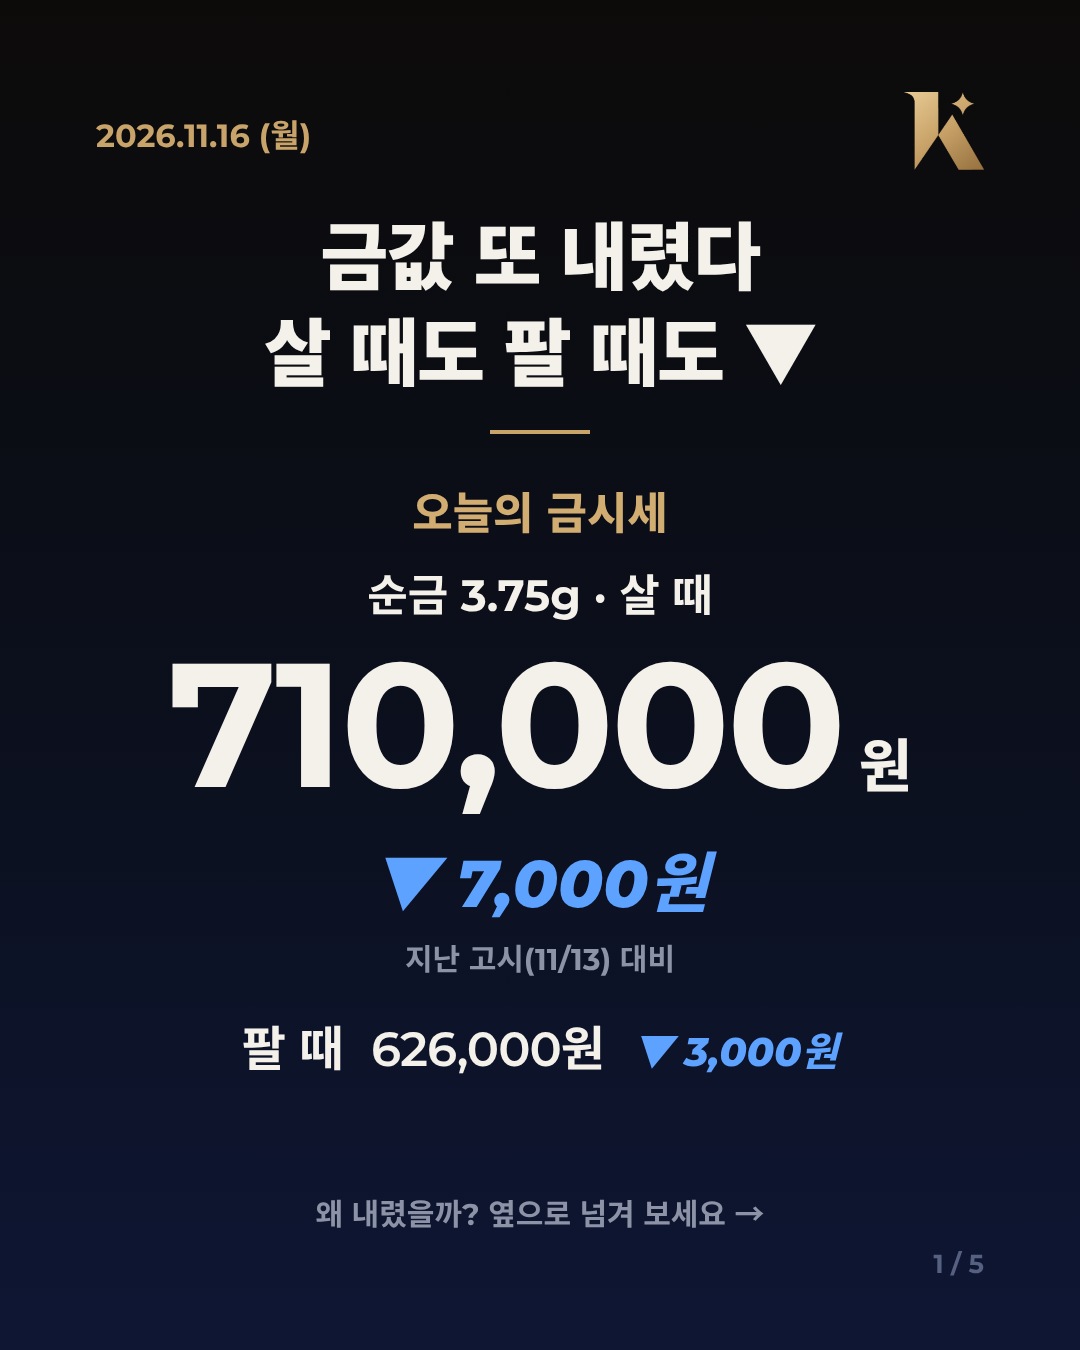 2026.11.16 (월)
금값 또 내렸다
살 때도 팔 때도 ▼
오늘의 금시세
순금 3.75g · 살 때
710,000 원
▼ 7,000원
지난 고시(11/13) 대비
팔 때 626,000원 ▼ 3,000원
왜 내렸을까? 옆으로 넘겨 보세요 →
1 / 5